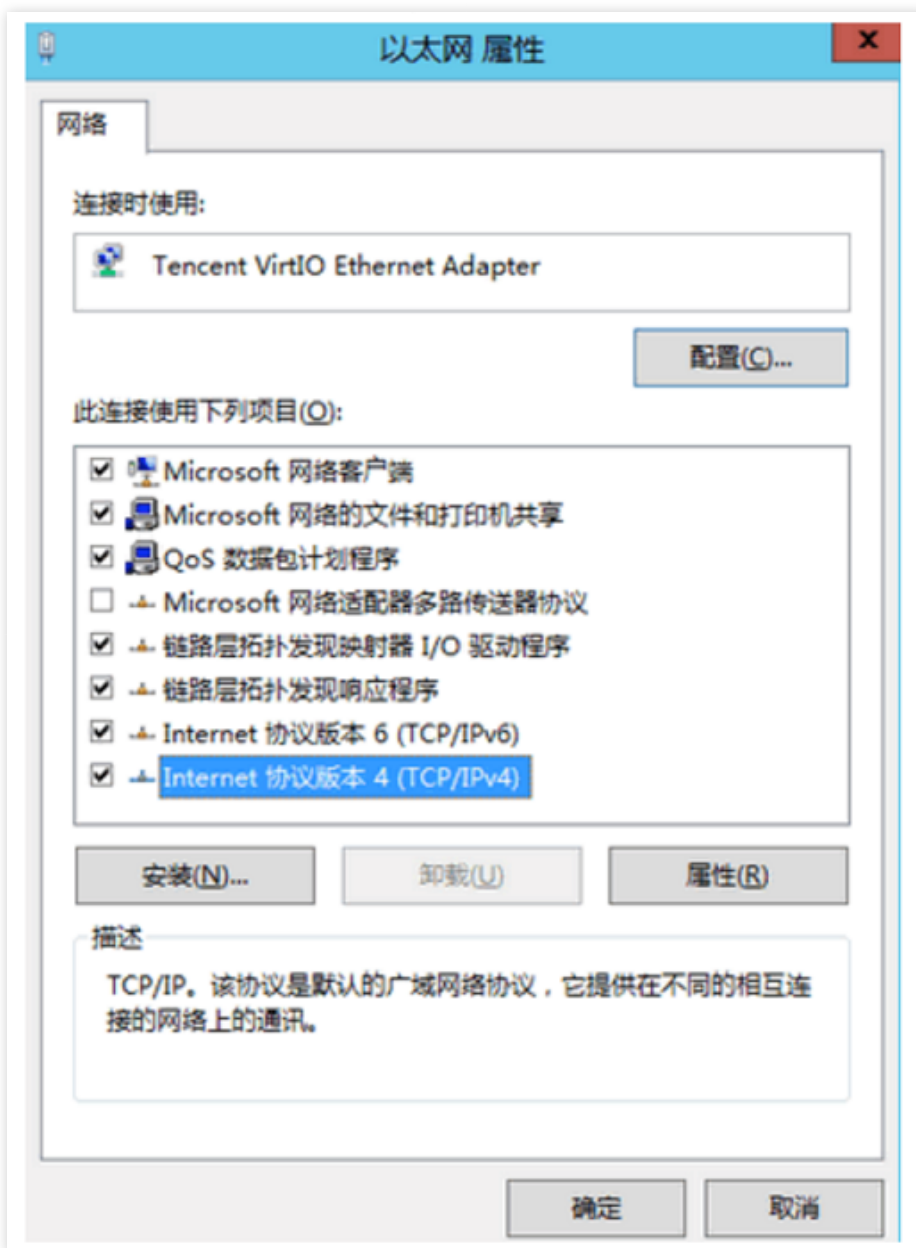 以太网 属性
网络
连接时使用:
Tencent VirtIO Ethernet Adapter
配置(C)...
此连接使用下列项目(O):
Microsoft 网络客户端
Microsoft 网络的文件和打印机共享
QoS 数据包计划程序
Microsoft 网络适配器多路传送器协议
链路层拓扑发现映射器 I/O 驱动程序
链路层拓扑发现响应程序
Internet 协议版本 6 (TCP/IPv6)
Internet 协议版本 4 (TCP/IPv4)
安装(N)... 卸载(U) 属性(R)
描述
TCP/IP。该协议是默认的广域网络协议，它提供在不同的相互连
接的网络上的通讯。
确定 取消